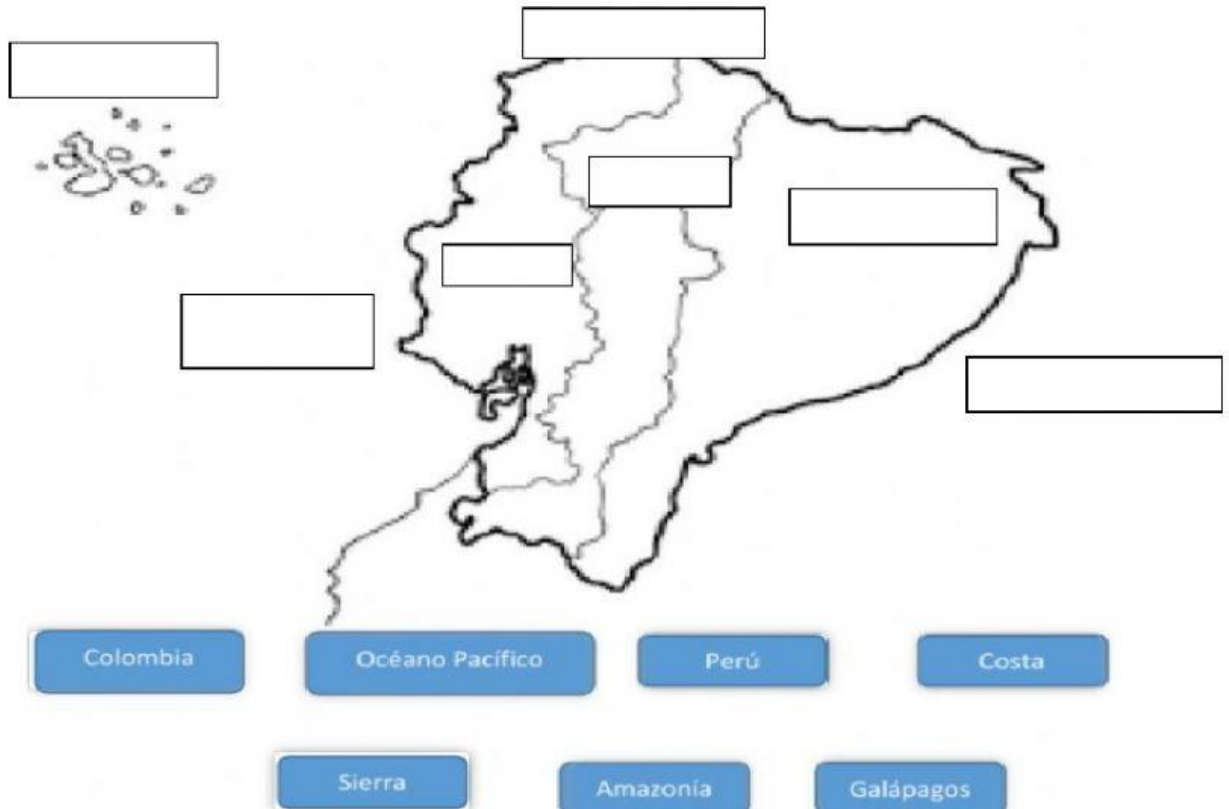 Colombia
Océano Pacífico
Perú
Costa
Sierra
Amazonía
Galápagos